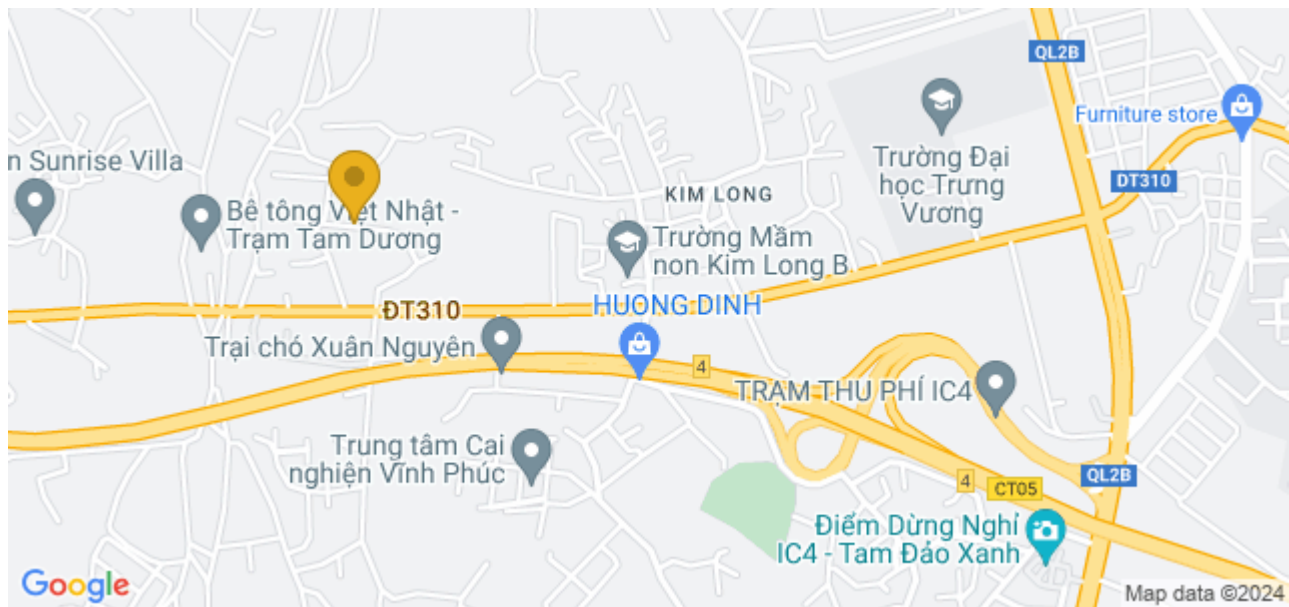 QL2B
Furniture store
n Sunrise Villa
Trường Đại
học Trưng
Vương
DT310
KIM LONG
Bê tông Việt Nhật -
Trạm Tam Dương
Trường Mầm
non Kim Long B
HUONG DINH
ĐT310
Trại chó Xuân Nguyên
4
TRẠM THU PHÍ IC4
Trung tâm Cai
nghiện Vĩnh Phúc
4
CT05
QL2B
Điểm Dừng Nghỉ
IC4 - Tam Đảo Xanh
Google
Map data ©2024